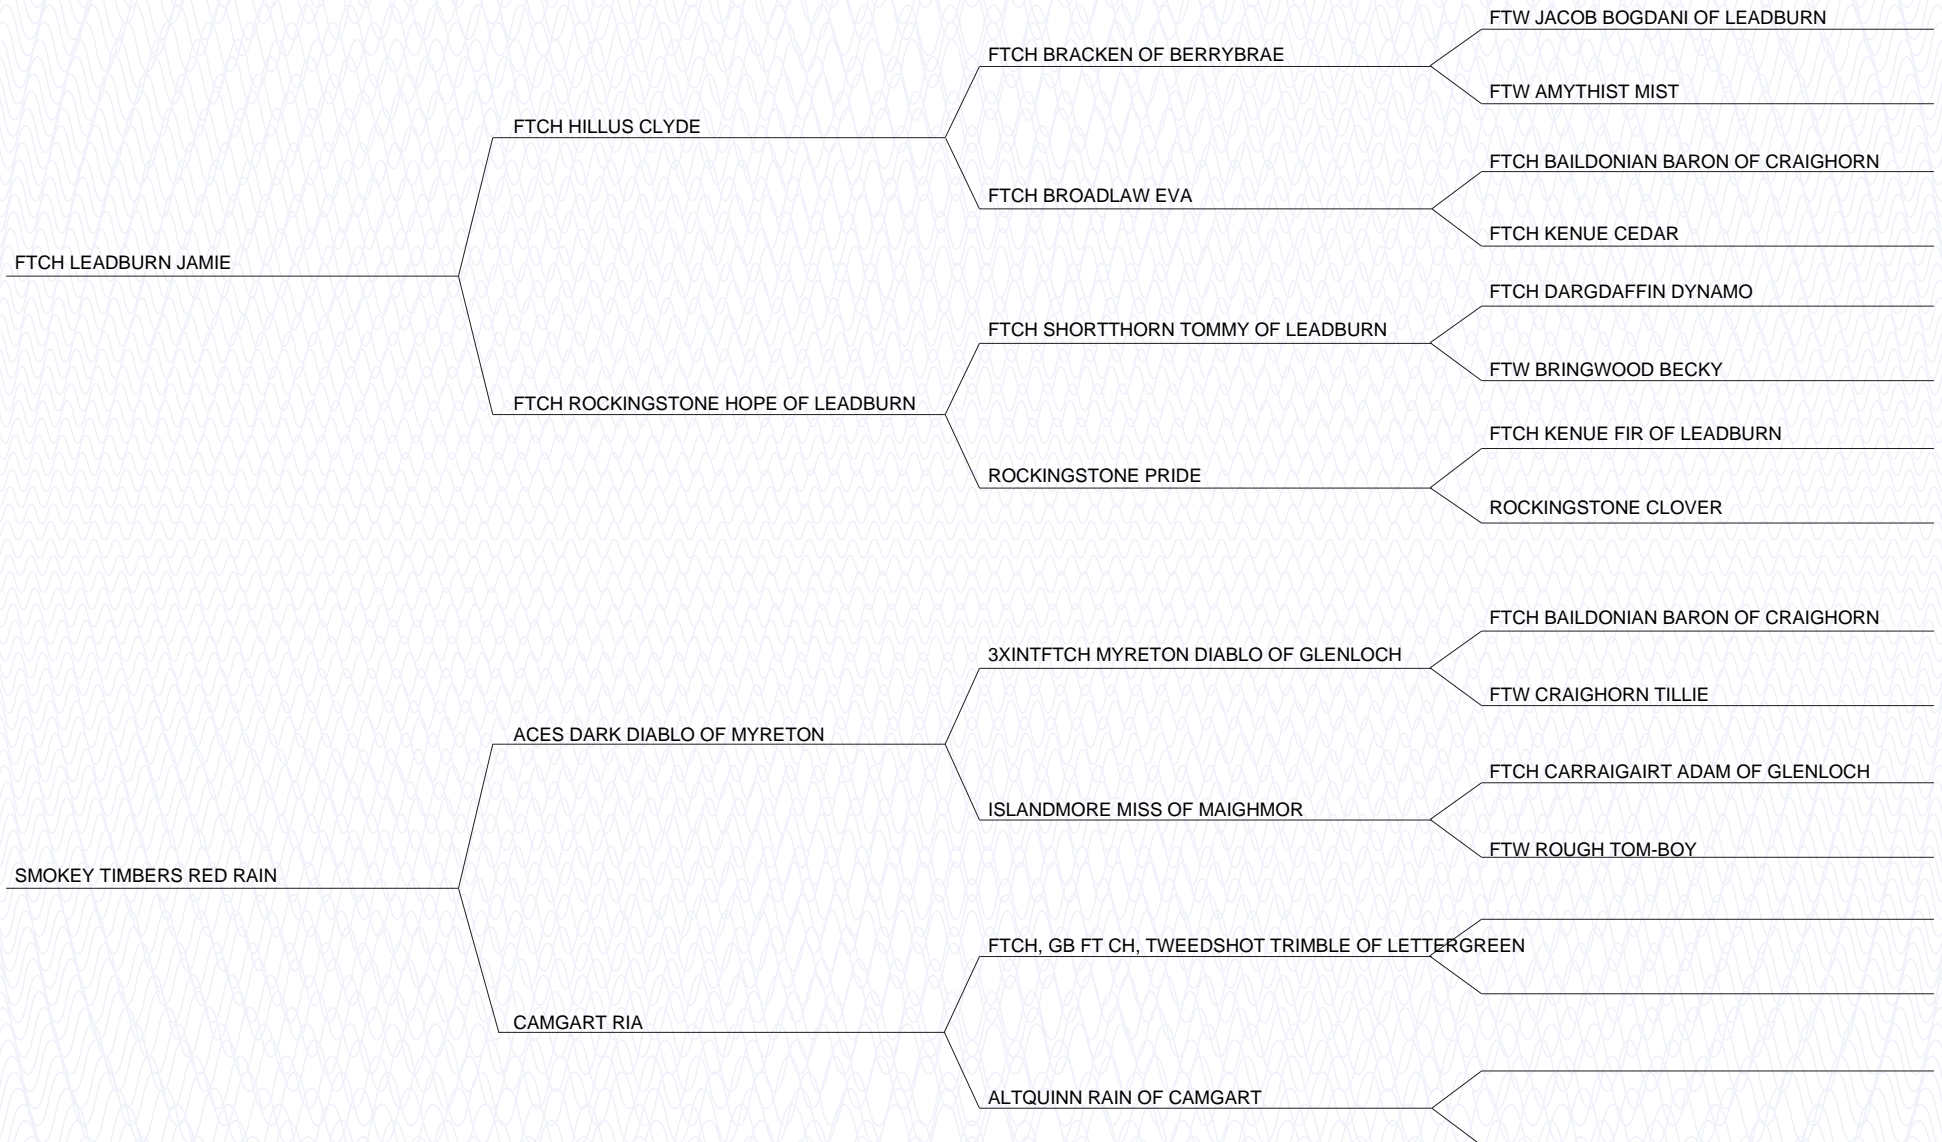 FTW JACOB BOGDANI OF LEADBURN
FTCH BRACKEN OF BERRYBRAE
FTW AMYTHIST MIST
FTCH HILLUS CLYDE
FTCH BAILDONIAN BARON OF CRAIGHORN
FTCH BROADLAW EVA
FTCH KENUE CEDAR
FTCH LEADBURN JAMIE
FTCH DARGDAFFIN DYNAMO
FTCH SHORTTHORN TOMMY OF LEADBURN
FTW BRINGWOOD BECKY
FTCH ROCKINGSTONE HOPE OF LEADBURN
FTCH KENUE FIR OF LEADBURN
ROCKINGSTONE PRIDE
ROCKINGSTONE CLOVER
FTCH BAILDONIAN BARON OF CRAIGHORN
3XINTFTCH MYRETON DIABLO OF GLENLOCH
FTW CRAIGHORN TILLIE
ACES DARK DIABLO OF MYRETON
FTCH CARRAIGAIRT ADAM OF GLENLOCH
ISLANDMORE MISS OF MAIGHMOR
FTW ROUGH TOM-BOY
SMOKEY TIMBERS RED RAIN
FTCH, GB FT CH, TWEEDSHOT TRIMBLE OF LETTERGREEN
CAMGART RIA
ALTQUINN RAIN OF CAMGART